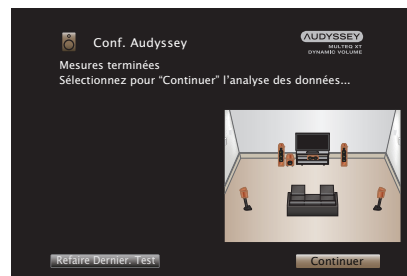 Conf. Audyssey
AUDYSSEY
MULTEQ XT
DYNAMIC VOLUME
Mesures terminées
Sélectionnez pour “Continuer” l’analyse des données...
Refaire Dernier. Test
Continuer